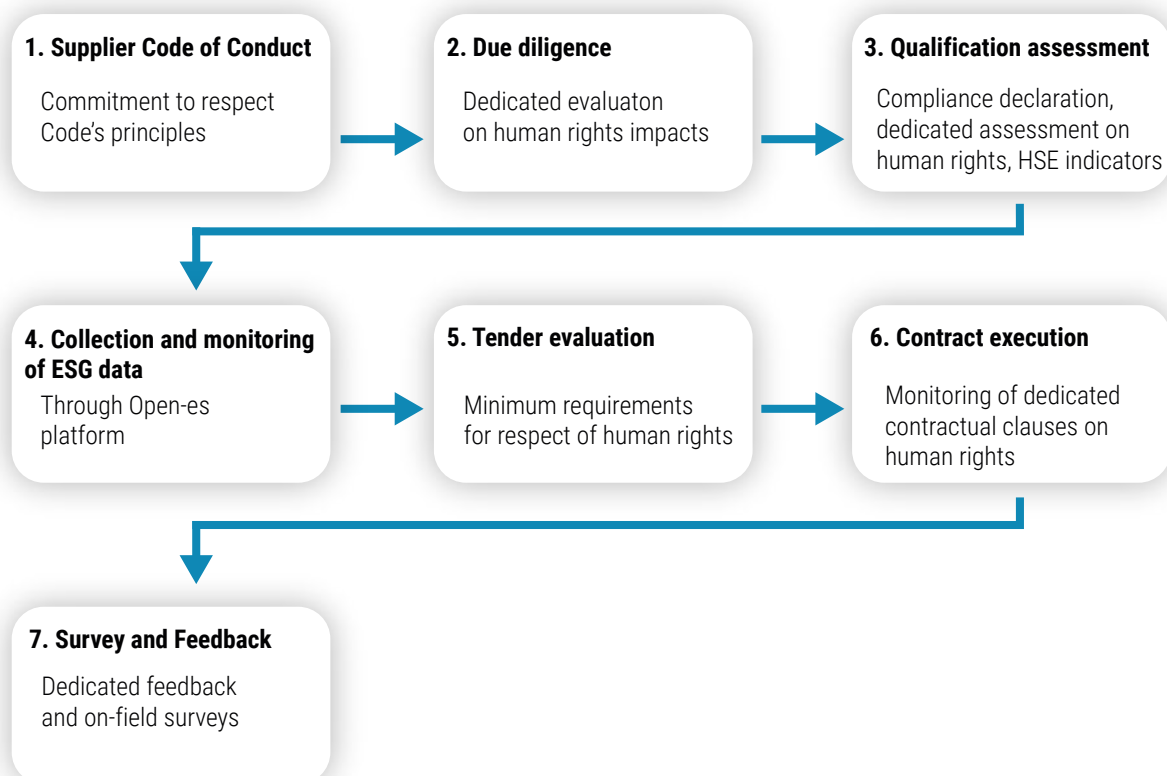 1. Supplier Code of Conduct
Commitment to respect
Code's principles
2. Due diligence
Dedicated evaluaton
on human rights impacts
3. Qualification assessment
Compliance declaration,
dedicated assessment on
human rights, HSE indicators
4. Collection and monitoring
of ESG data
Through Open-es
platform
5. Tender evaluation
Minimum requirements
for respect of human rights
6. Contract execution
Monitoring of dedicated
contractual clauses on
human rights
7. Survey and Feedback
Dedicated feedback
and on-field surveys